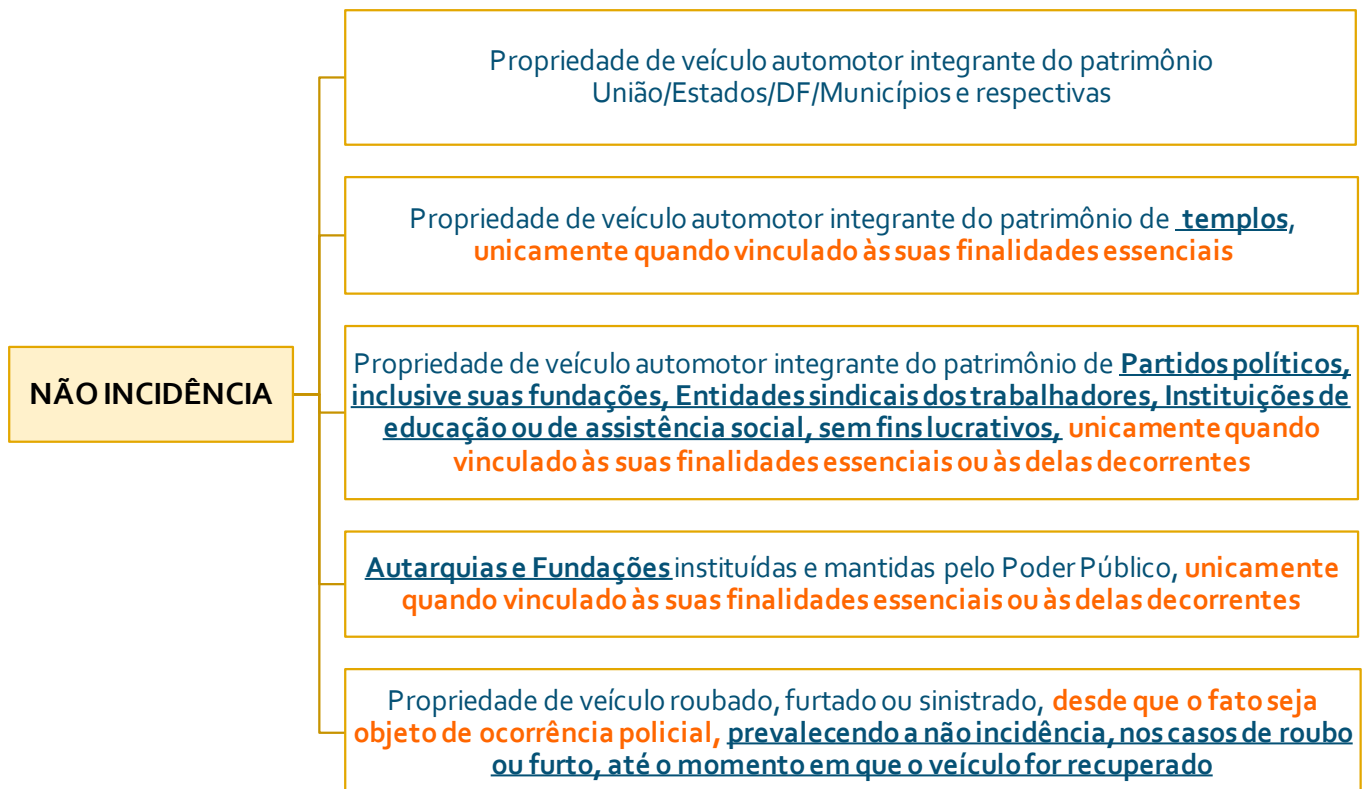 Propriedade de veículo automotor integrante do patrimônio
União/Estados/DF/Municípios e respectivas
Propriedade de veículo automotor integrante do patrimônio de templos,
unicamente quando vinculado às suas finalidades essenciais
NÃO INCIDÊNCIA
Propriedade de veículo automotor integrante do patrimônio de Partidos políticos,
inclusive suas fundações, Entidades sindicais dos trabalhadores, Instituições de
educação ou de assistência social, sem fins lucrativos, unicamente quando
vinculado às suas finalidades essenciais ou às delas decorrentes
Autarquias e Fundações instituídas e mantidas pelo Poder Público, unicamente
quando vinculado às suas finalidades essenciais ou às delas decorrentes
Propriedade de veículo roubado, furtado ou sinistrado, desde que o fato seja
objeto de ocorrência policial, prevalecendo a não incidência, nos casos de roubo
ou furto, até o momento em que o veículo for recuperado